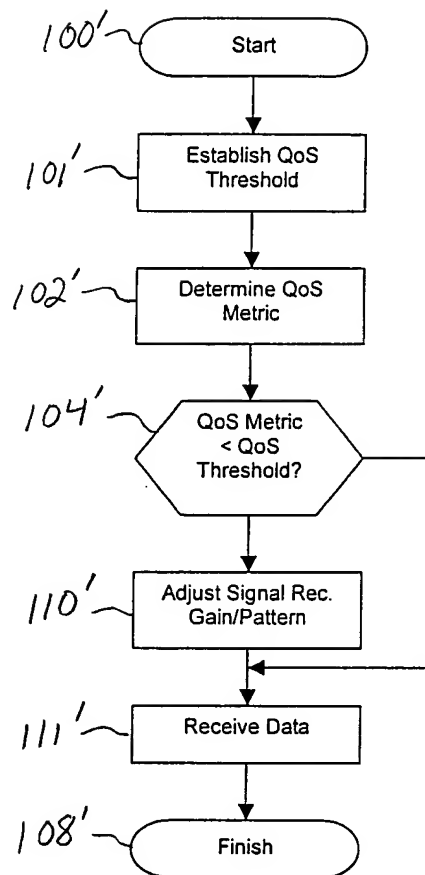 100'
Start
101'
Establish QoS
Threshold
102'
Determine QoS
Metric
104'
QoS Metric
< QoS
Threshold?
110'
Adjust Signal Rec.
Gain/Pattern
111'
Receive Data
108'
Finish